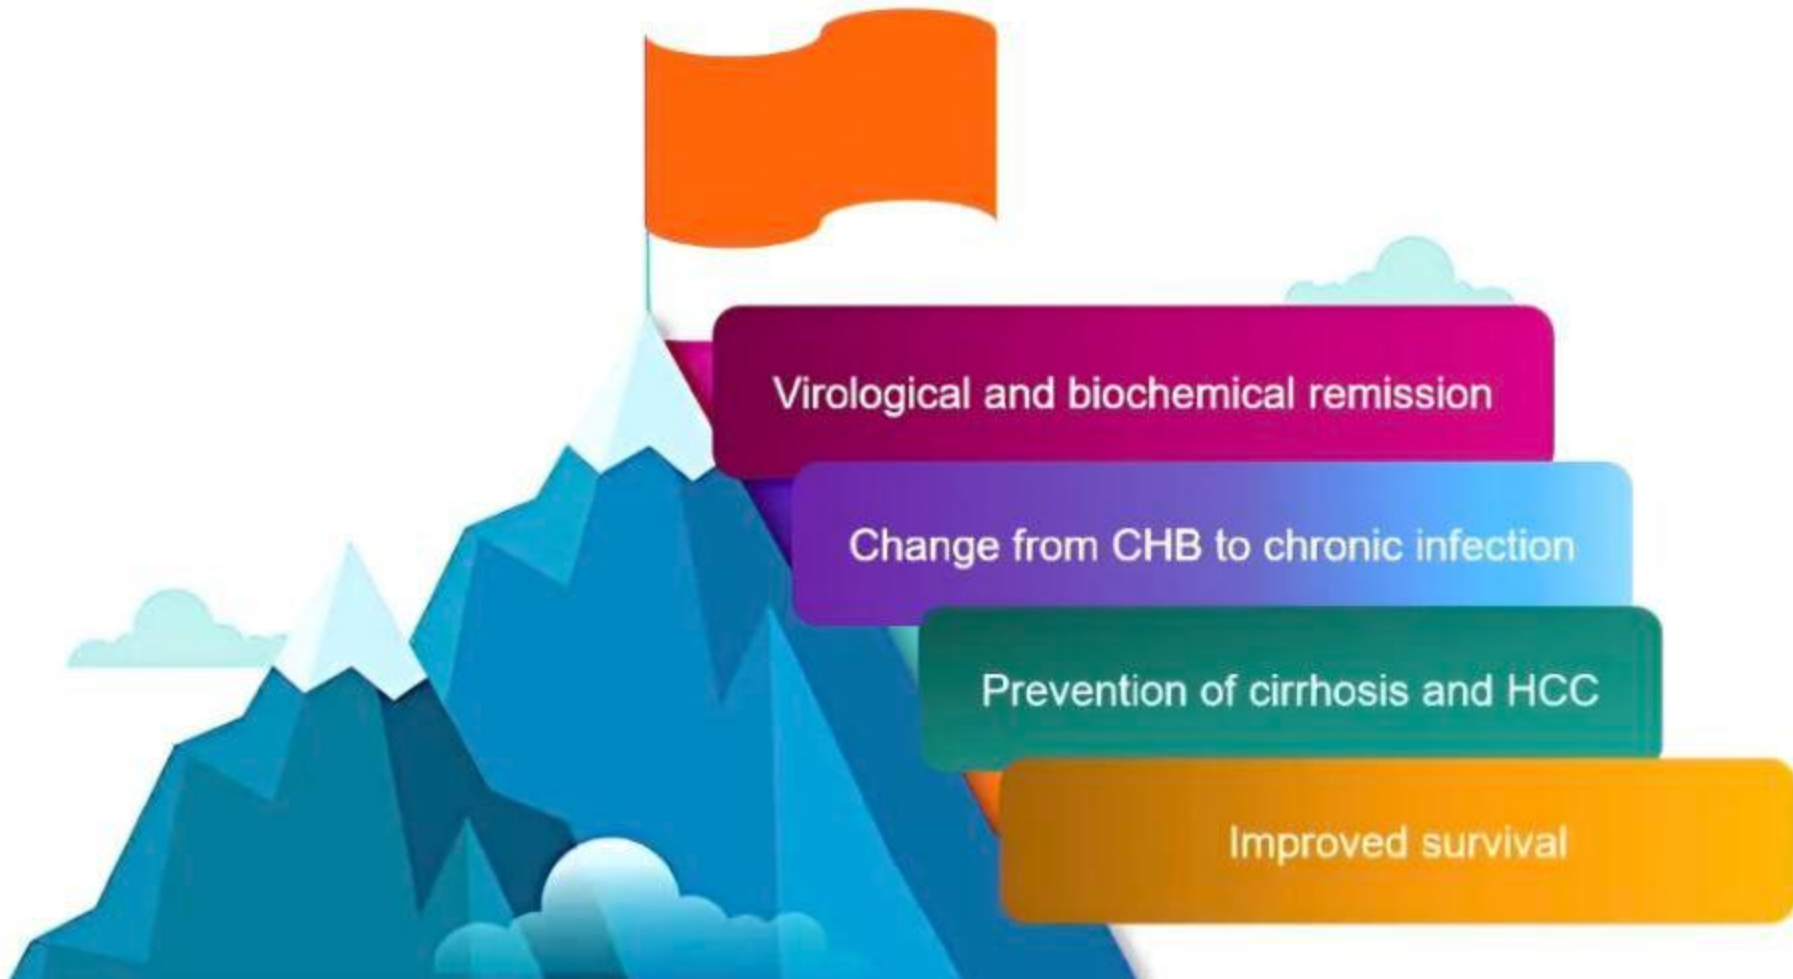 Virological and biochemical remission
Change from CHB to chronic infection
Prevention of cirrhosis and HCC
Improved survival